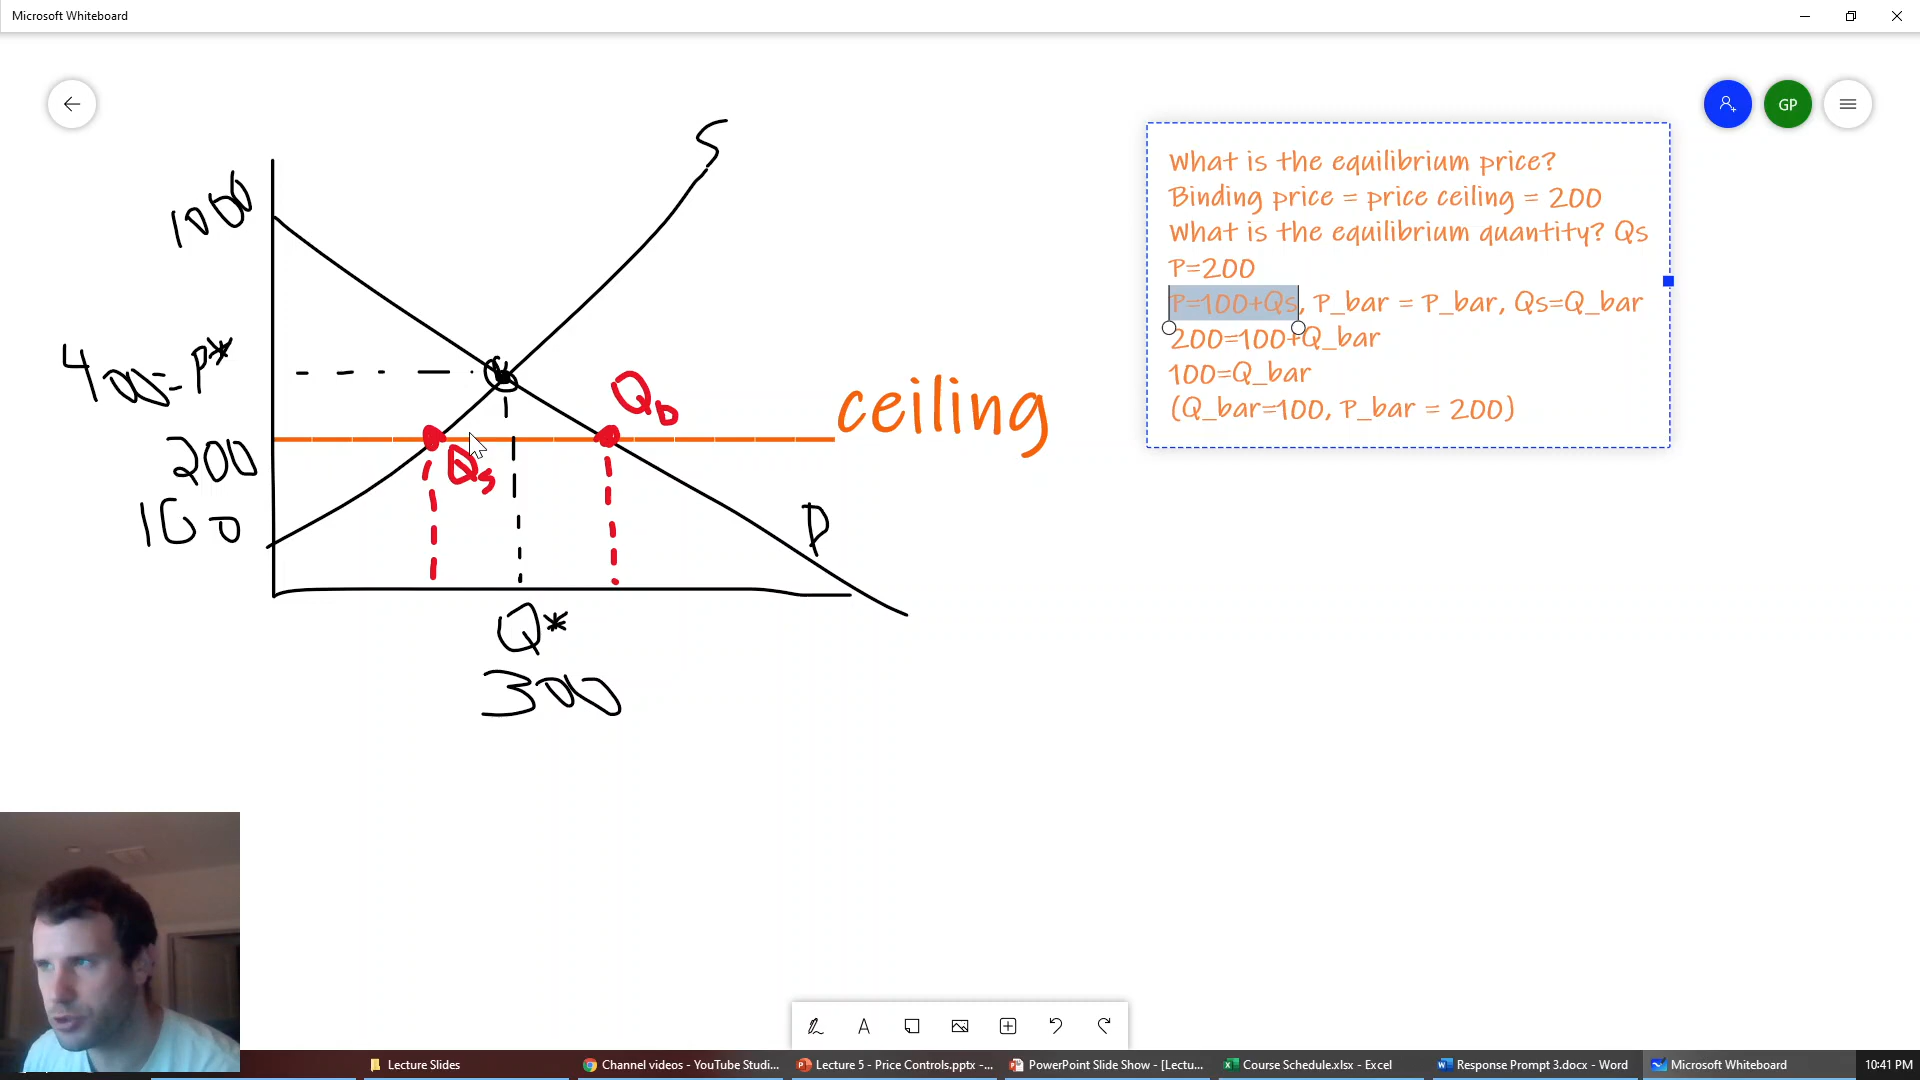 Microsoft Whiteboard
GP
S
1000
400=P*
200
100
ceiling
Qs
QD
D
Q*
300
What is the equilibrium price?
Binding price = price ceiling = 200
What is the equilibrium quantity? Qs
P=200
P=100+Qs, P_bar = P_bar, Qs=Q_bar
200=100+Q_bar
100=Q_bar
(Q_bar=100, P_bar = 200)
Lecture Slides
Channel videos - YouTube Studi...
Lecture 5 - Price Controls.pptx -...
PowerPoint Slide Show - [Lectu...
Course Schedule.xlsx - Excel
Response Prompt 3.docx - Word
Microsoft Whiteboard
10:41 PM